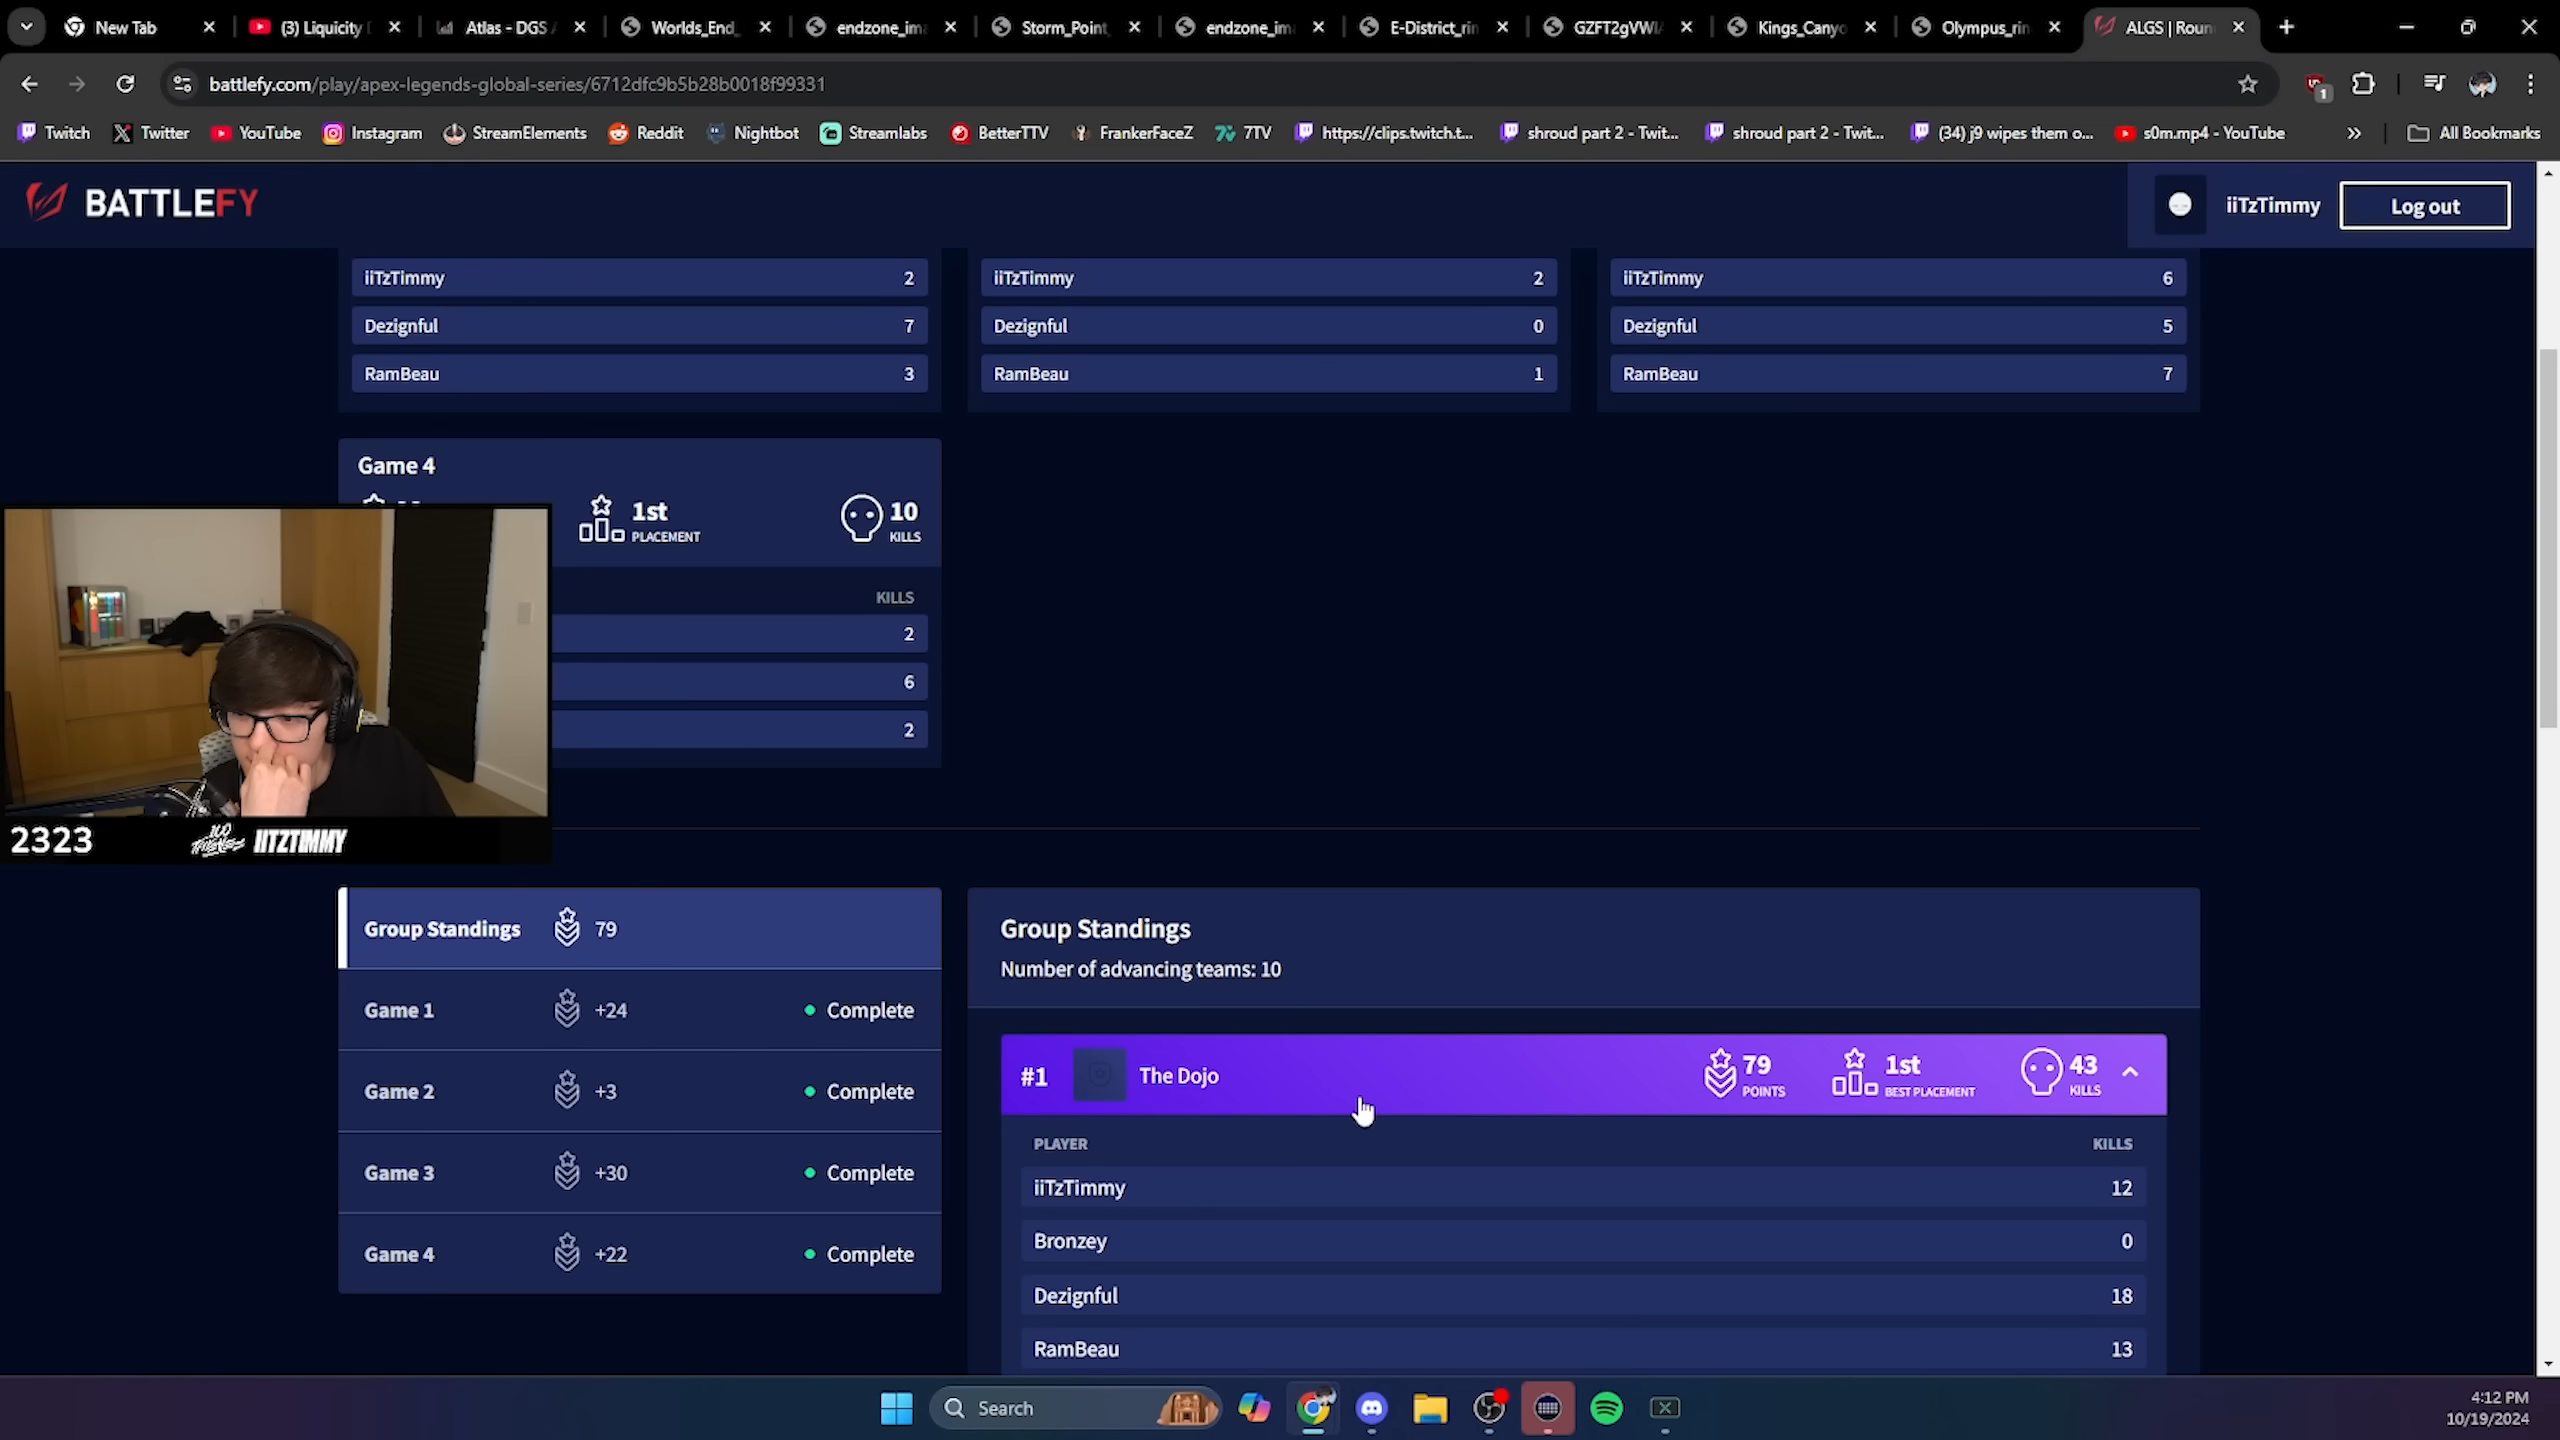 New Tab
(3) Liquicity
Atlas - DGS
Worlds_End_
endzone_im
Storm_Point_
endzone_im
E-District_rin
GZFT2gVWI
Kings_Canyo
Olympus_rin
ALGS | Roun
battlefy.com/play/apex-legends-global-series/6712dfc9b5b28b0018f99331
1
Twitch
Twitter
YouTube
Instagram
StreamElements
Reddit
Nightbot
Streamlabs
BetterTTV
FrankerFaceZ
7TV
https://clips.twitch.t...
shroud part 2 - Twit...
shroud part 2 - Twit...
(34) j9 wipes them o...
s0m.mp4 - YouTube
»
All Bookmarks
BATTLEFY
iiTzTimmy
Log out
iiTzTimmy 2
Dezignful 7
RamBeau 3
iiTzTimmy 2
Dezignful 0
RamBeau 1
iiTzTimmy 6
Dezignful 5
RamBeau 7
Game 4
1st
PLACEMENT
10
KILLS
KILLS
2
6
2
2323
IITZTIMMY
Group Standings 79
Game 1 +24 Complete
Game 2 +3 Complete
Game 3 +30 Complete
Game 4 +22 Complete
Group Standings
Number of advancing teams: 10
#1 The Dojo
79
POINTS
1st
BEST PLACEMENT
43
KILLS
PLAYER KILLS
iiTzTimmy 12
Bronzey 0
Dezignful 18
RamBeau 13
Search
4:12 PM
10/19/2024